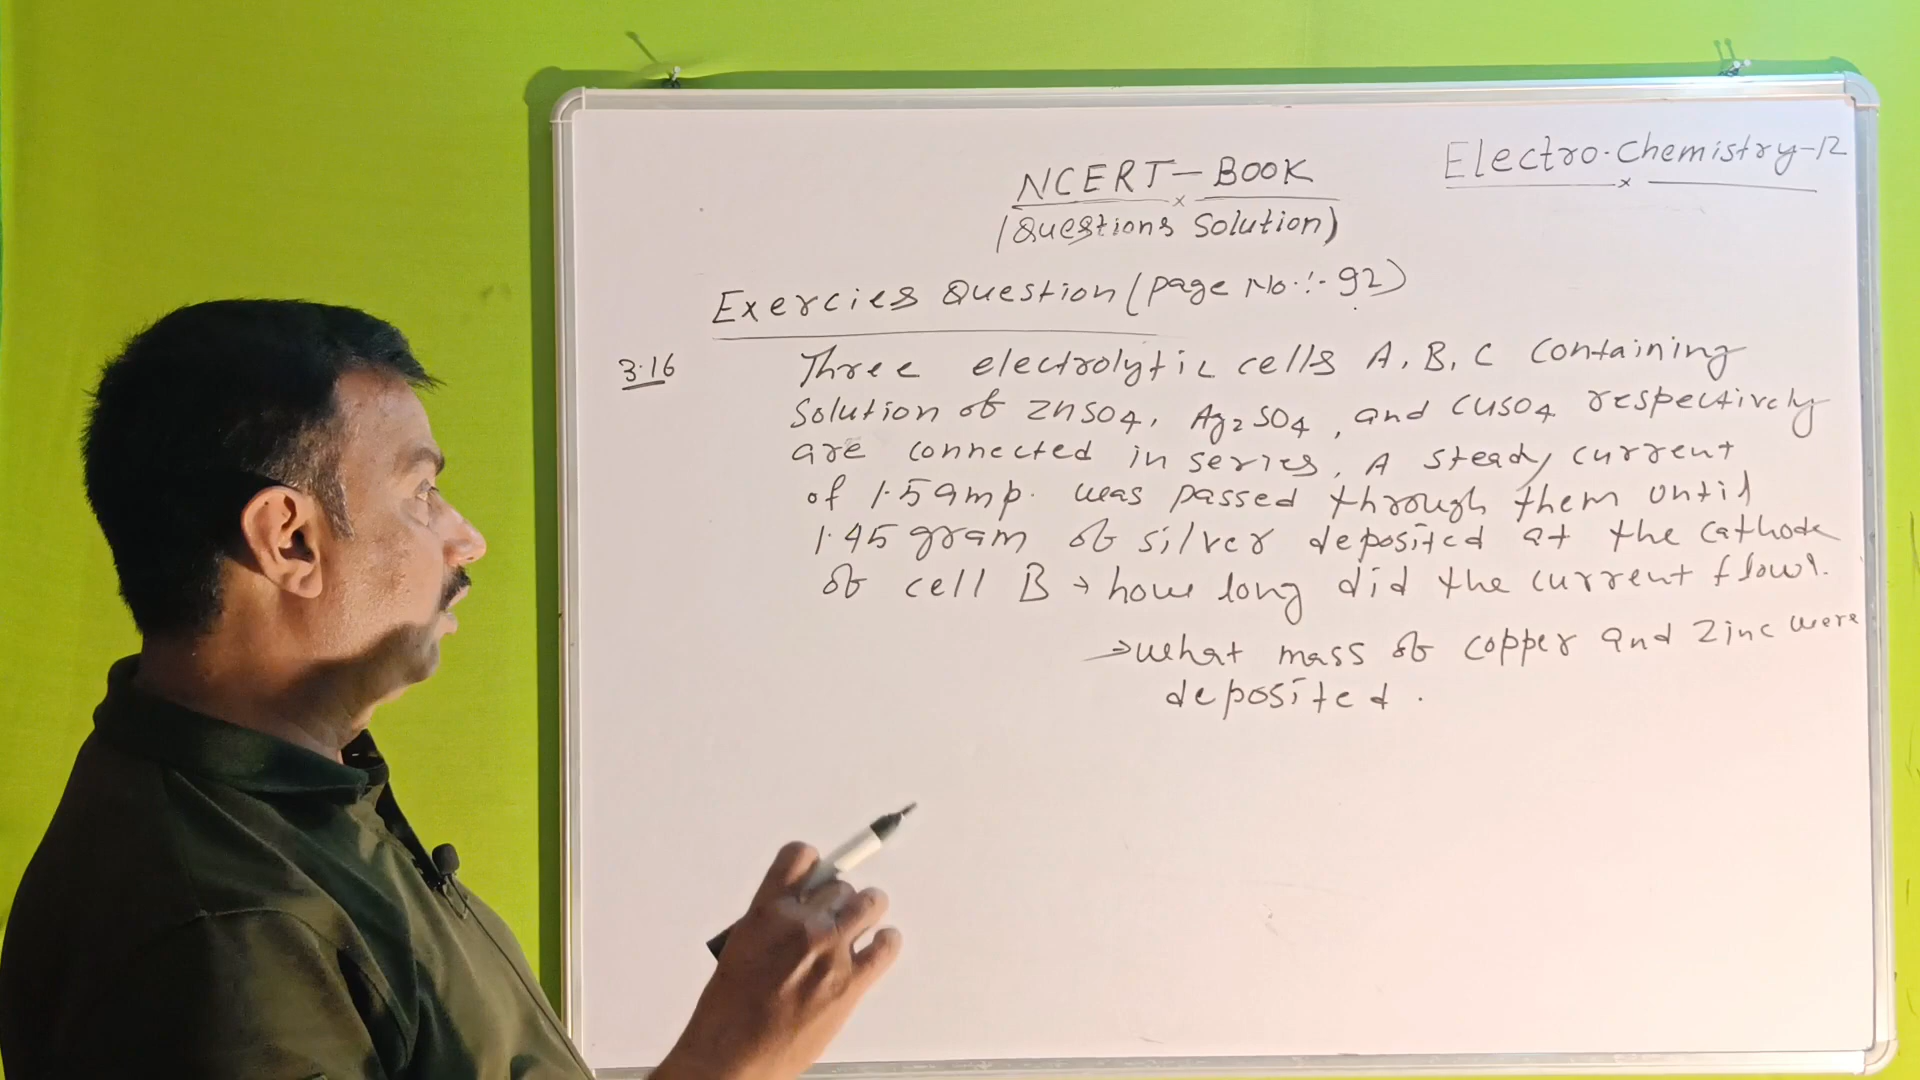 Electro.Chemistry-12
NCERT-BOOK
(Questions Solution)
Exercies Question (page No.:- 92)
3.16 Three electrolytic cells A, B, C containing
solution of ZnSO4, Ag2SO4, and CuSO4 respectively
are connected in series, A steady current
of 1.5 amp. was passed through them until
1.45 gram of silver deposited at the cathode
of cell B → how long did the current flow.
→ what mass of copper and zinc were
deposited.